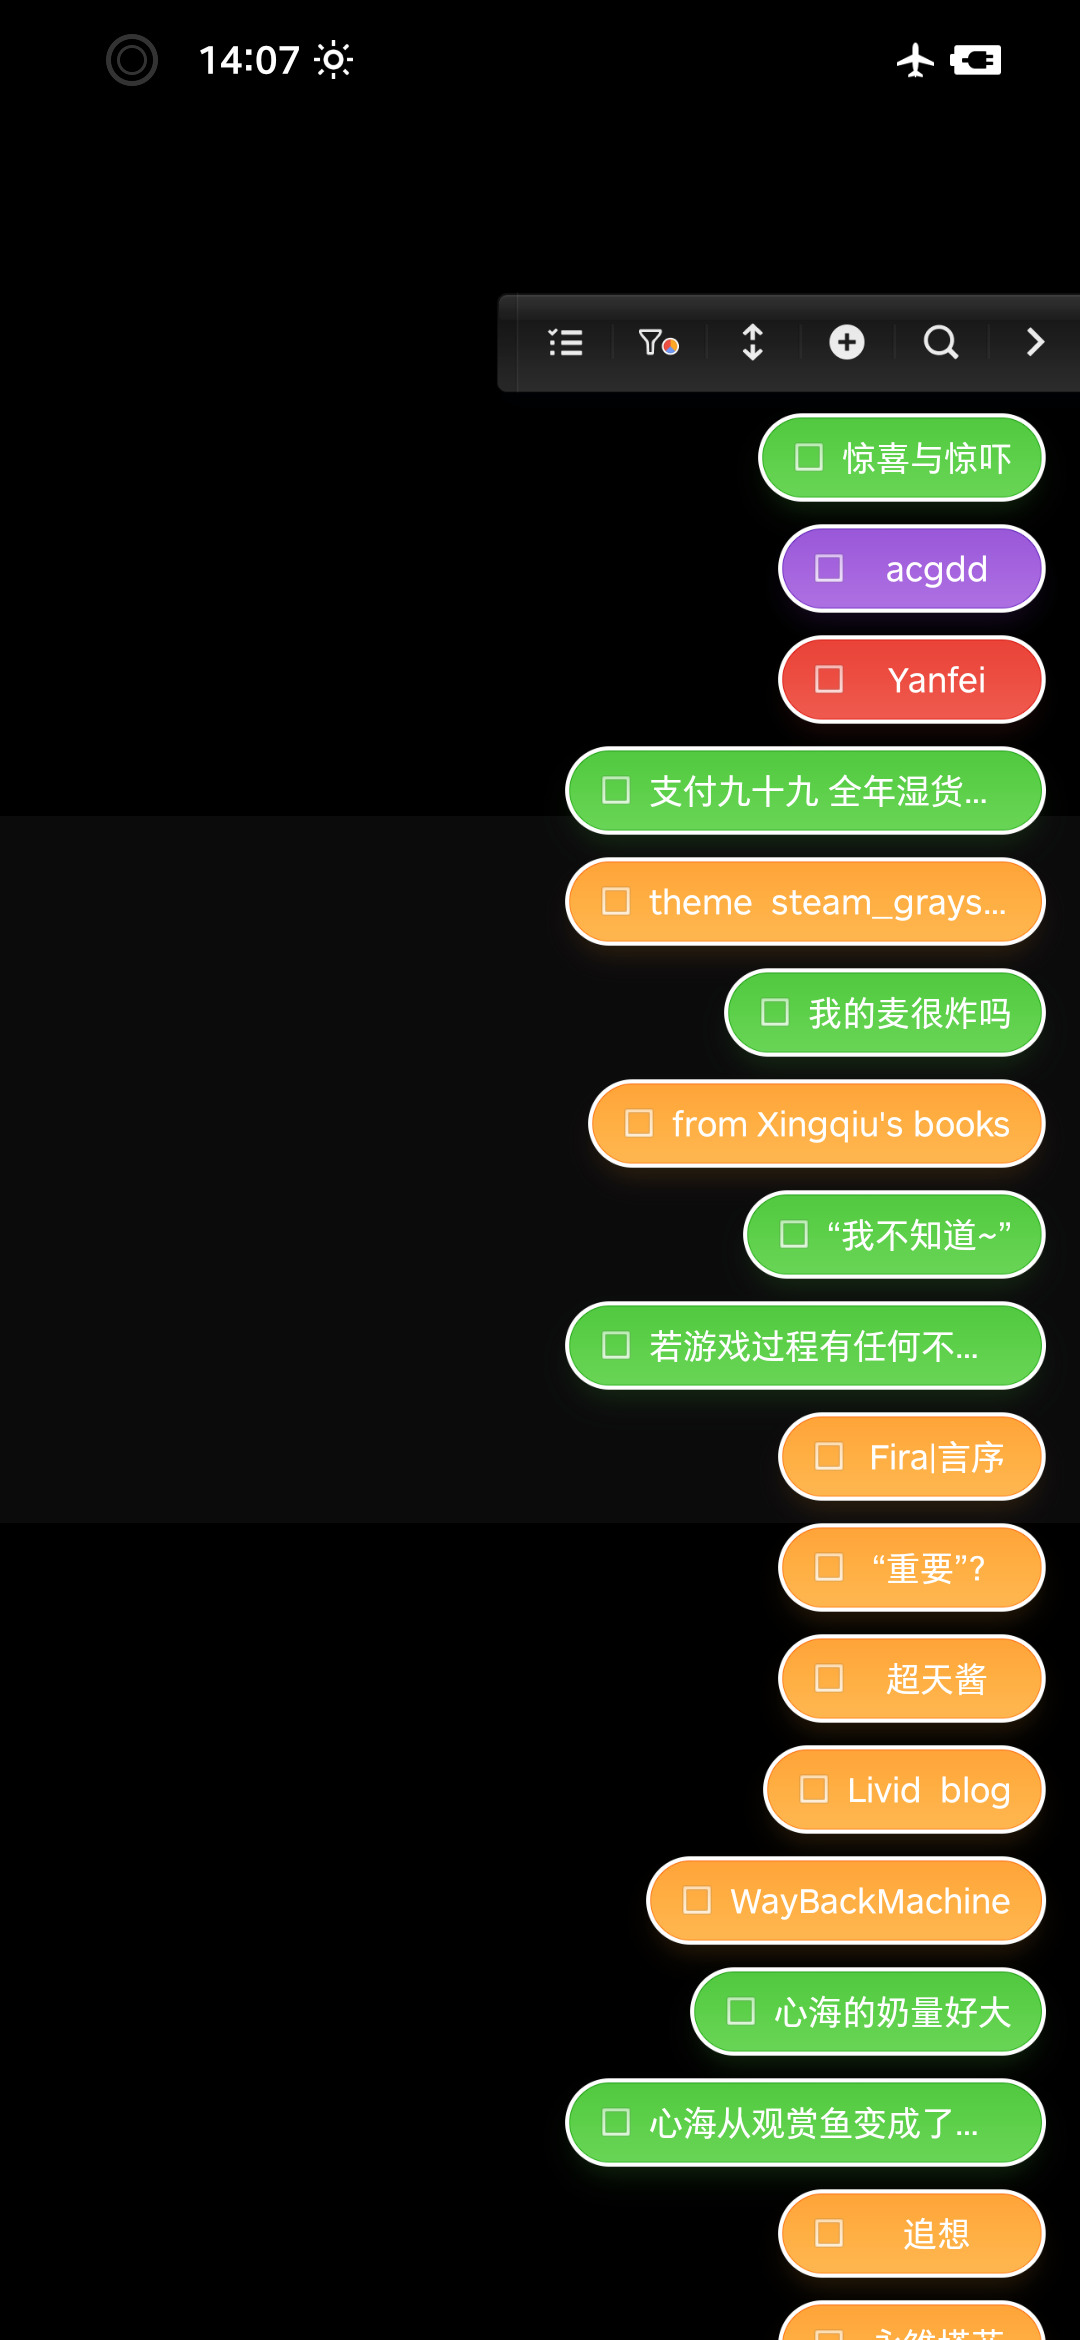 14:07
惊喜与惊吓
acgdd
Yanfei
支付九十九 全年湿货...
theme steam_grays...
我的麦很炸吗
from Xingqiu's books
“我不知道~”
若游戏过程有任何不...
Fira|言序
“重要”?
超天酱
Livid blog
WayBackMachine
心海的奶量好大
心海从观赏鱼变成了...
追想